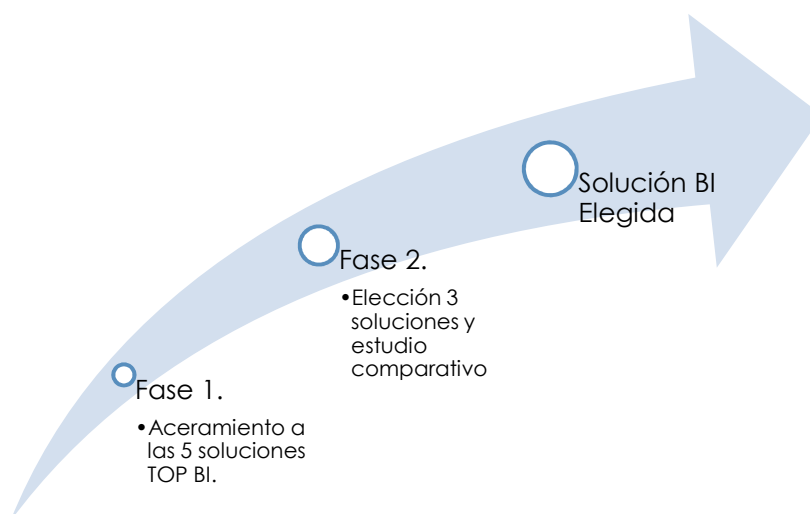 Fase 1.
•Aceramiento a
las 5 soluciones
TOP BI.
Fase 2.
•Elección 3
soluciones y
estudio
comparativo
Solución BI
Elegida